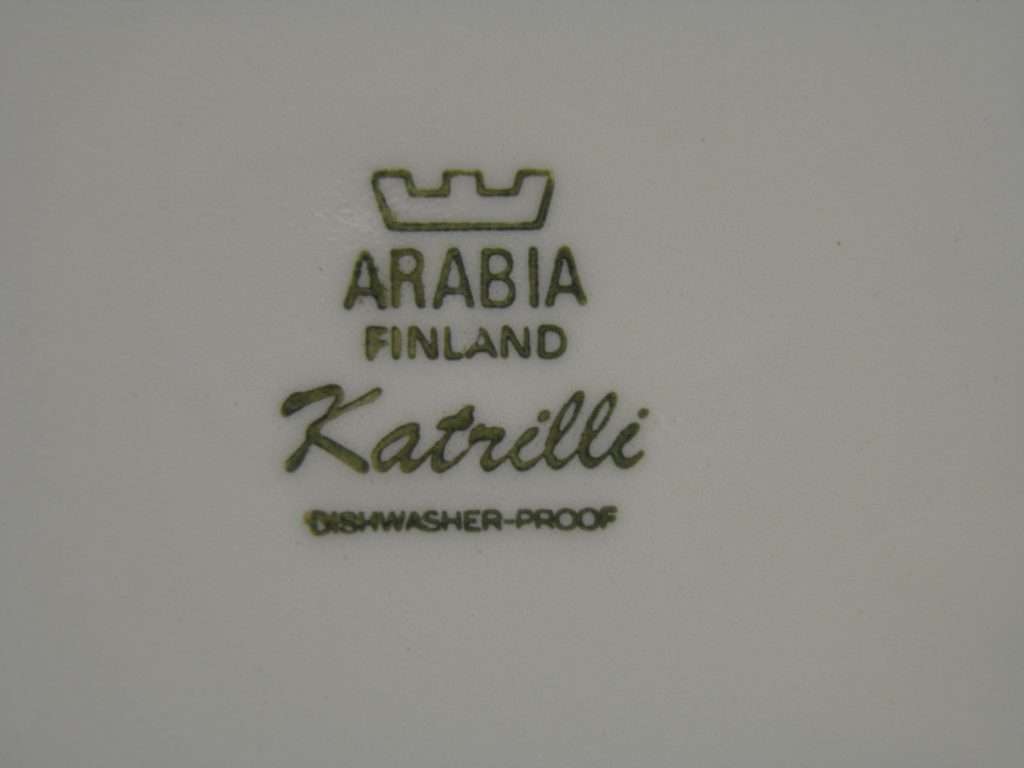 ARABIA
FINLAND
Katrilli
DISHWASHER-PROOF